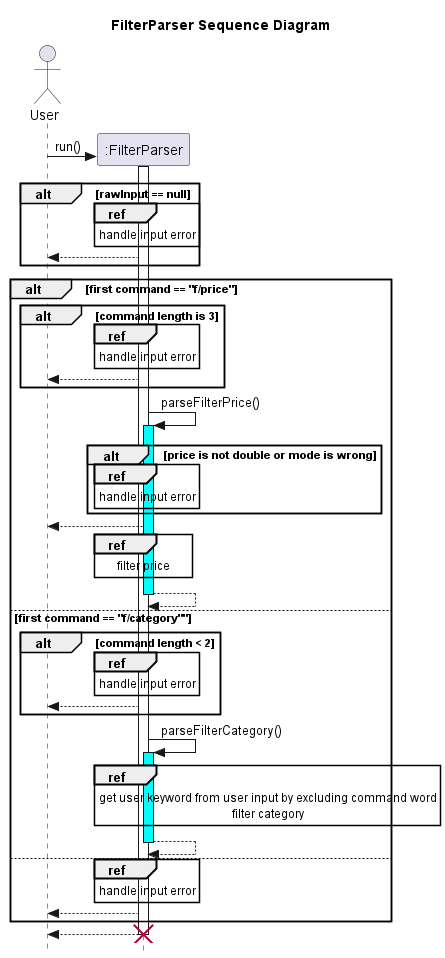 FilterParser Sequence Diagram
User
run()
:FilterParser
alt [rawInput == null]
ref
handle input error
alt [first command == "f/price"]
alt [command length is 3]
ref
handle input error
parseFilterPrice()
alt [price is not double or mode is wrong]
ref
handle input error
ref
filter price
[first command == "f/category""]
alt [command length < 2]
ref
handle input error
parseFilterCategory()
ref
get user keyword from user input by excluding command word
filter category
ref
handle input error